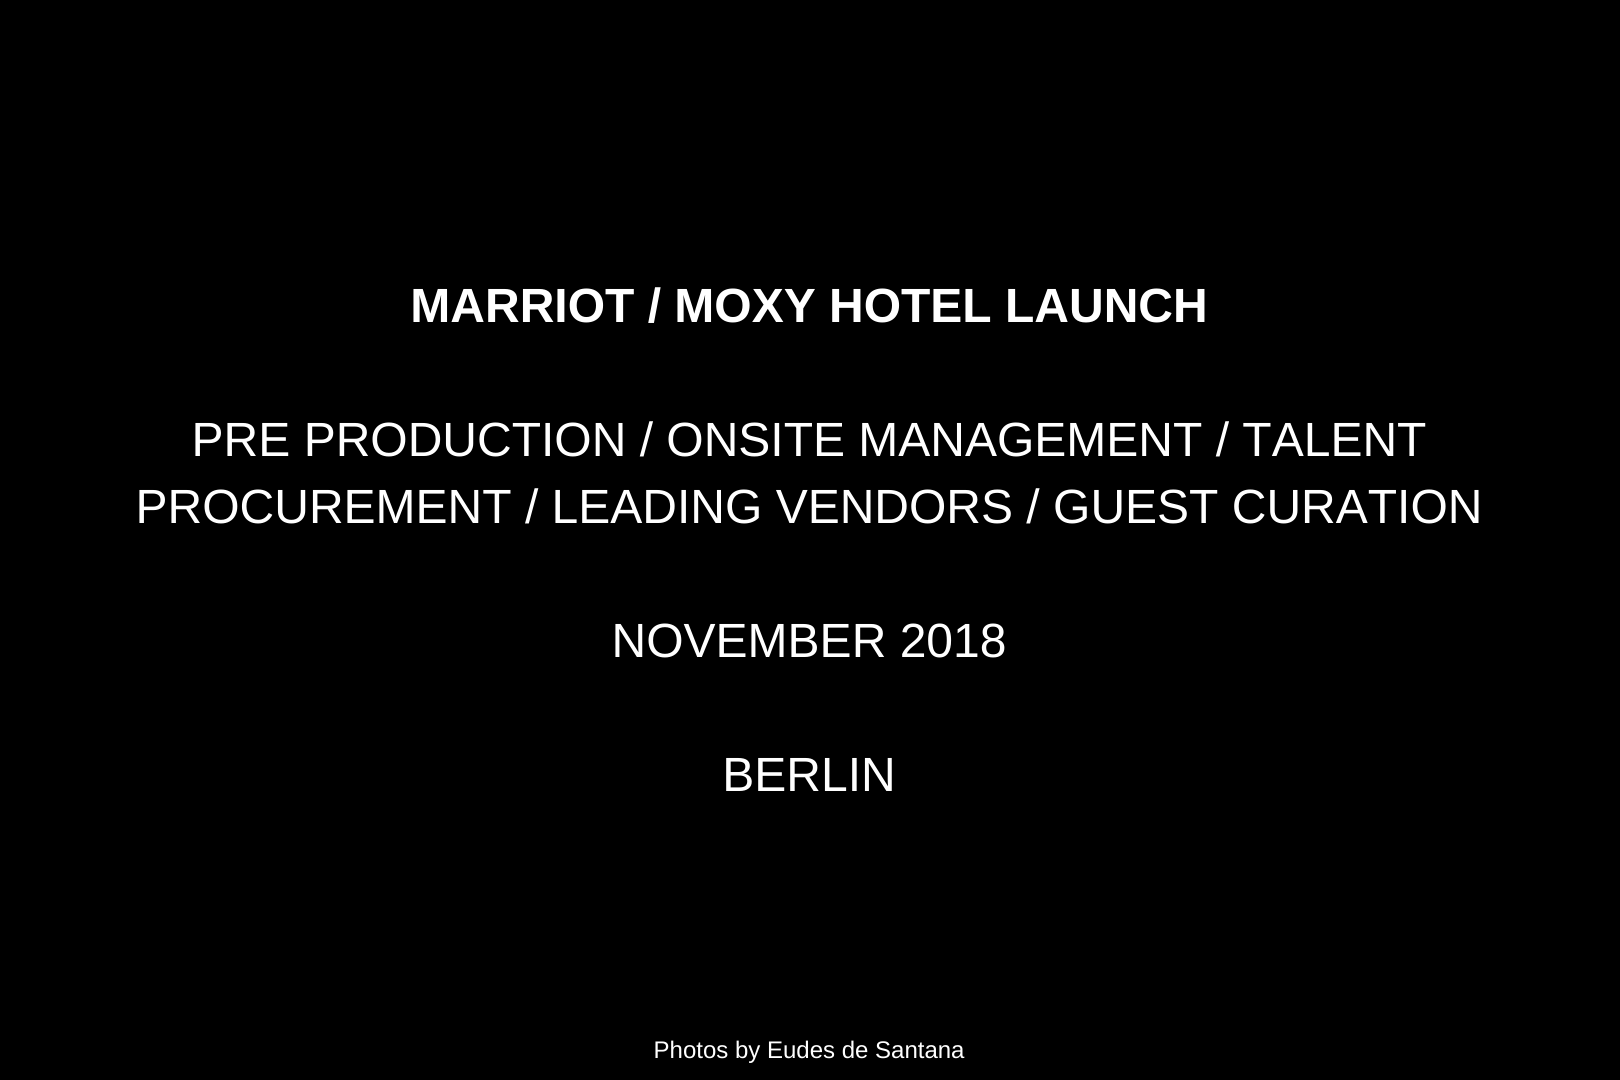 MARRIOT / MOXY HOTEL LAUNCH
PRE PRODUCTION / ONSITE MANAGEMENT / TALENT
PROCUREMENT / LEADING VENDORS / GUEST CURATION
NOVEMBER 2018
BERLIN
Photos by Eudes de Santana